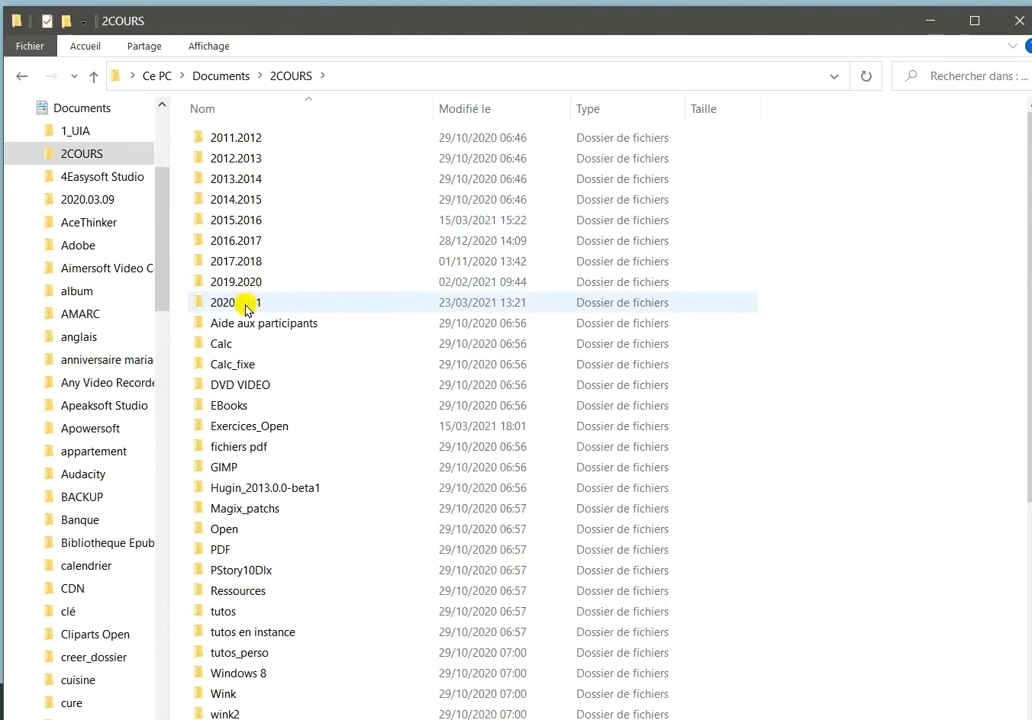 2COURS
Fichier Accueil Partage Affichage
Ce PC Documents 2COURS Rechercher dans : ...
Nom Modifié le Type Taille
Documents
1_UIA
2COURS
4Easysoft Studio
2020.03.09
AceThinker
Adobe
Aimersoft Video C
album
AMARC
anglais
anniversaire maria
Any Video Recorde
Apeaksoft Studio
Apowersoft
appartement
Audacity
BACKUP
Banque
Bibliotheque Epub
calendrier
CDN
clé
Cliparts Open
creer_dossier
cuisine
cure
2011.2012 29/10/2020 06:46 Dossier de fichiers
2012.2013 29/10/2020 06:46 Dossier de fichiers
2013.2014 29/10/2020 06:46 Dossier de fichiers
2014.2015 29/10/2020 06:46 Dossier de fichiers
2015.2016 15/03/2021 15:22 Dossier de fichiers
2016.2017 28/12/2020 14:09 Dossier de fichiers
2017.2018 01/11/2020 13:42 Dossier de fichiers
2019.2020 02/02/2021 09:44 Dossier de fichiers
23/03/2021 13:21 Dossier de fichiers
Aide aux participants 29/10/2020 06:56 Dossier de fichiers
Calc 29/10/2020 06:56 Dossier de fichiers
Calc_fixe 29/10/2020 06:56 Dossier de fichiers
DVD VIDEO 29/10/2020 06:56 Dossier de fichiers
EBooks 29/10/2020 06:56 Dossier de fichiers
Exercices_Open 15/03/2021 18:01 Dossier de fichiers
fichiers pdf 29/10/2020 06:56 Dossier de fichiers
GIMP 29/10/2020 06:56 Dossier de fichiers
Hugin_2013.0.0-beta1 29/10/2020 06:56 Dossier de fichiers
Magix_patchs 29/10/2020 06:57 Dossier de fichiers
Open 29/10/2020 06:57 Dossier de fichiers
PDF 29/10/2020 06:57 Dossier de fichiers
PStory10Dlx 29/10/2020 06:57 Dossier de fichiers
Ressources 29/10/2020 06:57 Dossier de fichiers
tutos 29/10/2020 06:57 Dossier de fichiers
tutos en instance 29/10/2020 06:57 Dossier de fichiers
tutos_perso 29/10/2020 07:00 Dossier de fichiers
Windows 8 29/10/2020 07:00 Dossier de fichiers
Wink 29/10/2020 07:00 Dossier de fichiers
wink2 29/10/2020 07:00 Dossier de fichiers